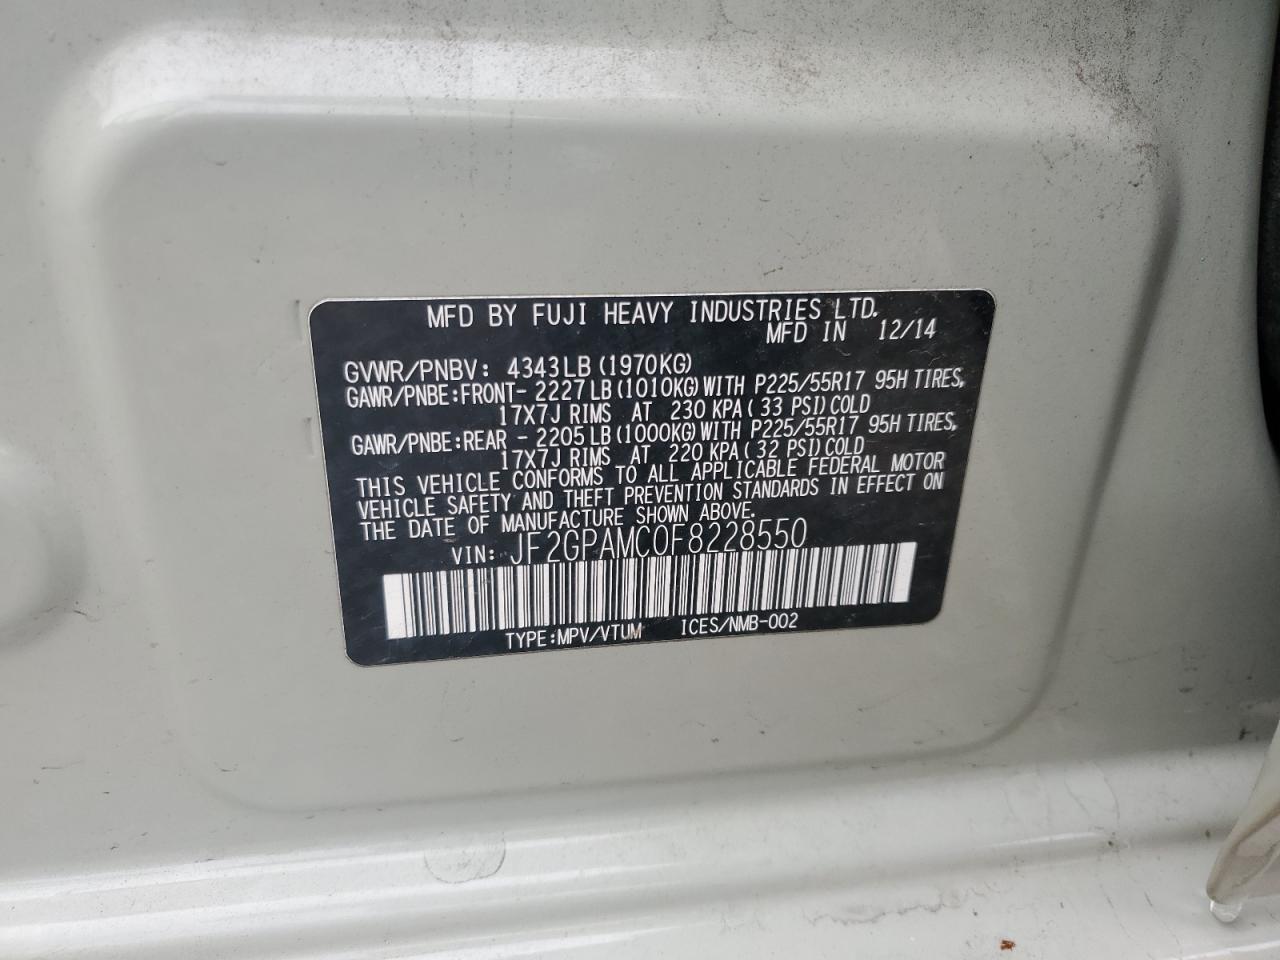 MFD BY FUJI HEAVY INDUSTRIES LTD.
MFD IN 12/14
GVWR/PNBV: 4343LB (1970KG)
GAWR/PNBE:FRONT- 2227LB (1010KG) WITH P225/55R17 95H TIRES,
17X7J RIMS AT 230 KPA (33 PSI) COLD
GAWR/PNBE:REAR - 2205LB (1000KG) WITH P225/55R17 95H TIRES,
17X7J RIMS AT 220 KPA (32 PSI) COLD
THIS VEHICLE CONFORMS TO ALL APPLICABLE FEDERAL MOTOR
VEHICLE SAFETY AND THEFT PREVENTION STANDARDS IN EFFECT ON
THE DATE OF MANUFACTURE SHOWN ABOVE.
VIN: JF2GPAMC0F8228550
TYPE:MPV/VTUM ICES/NMB-002